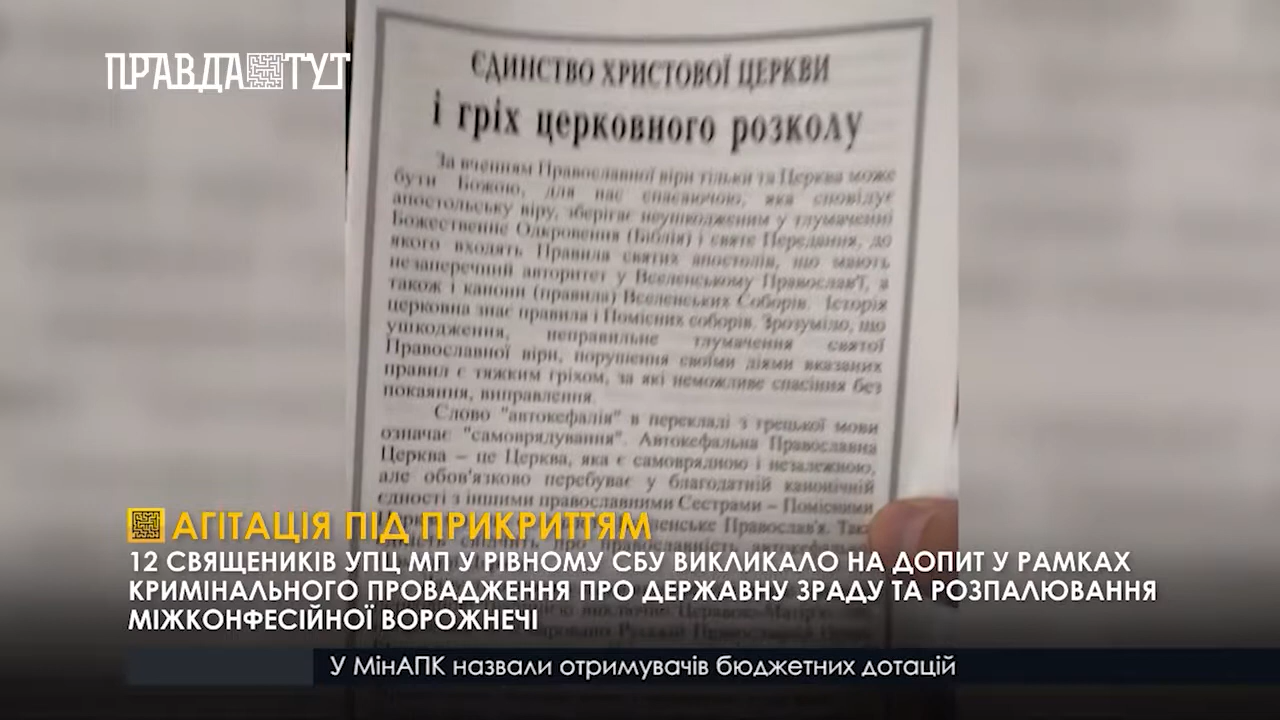 ПРАВДА ТУТ
ЄДИНСТВО ХРИСТОВОЇ ЦЕРКВИ
і гріх церковного розколу
За вченням Православної віри тільки та Церква може
бути Божою, для нас спасаючою, яка сповідує
апостольську віру, зберігає неушкодженим у тлумаченні
Божественне Одкровення (Біблія) і святе Передання, до
якого входять Правила святих апостолів, що мають
незаперечний авторитет у Вселенському Православ'ї, а
також і канони (правила) Вселенських Соборів. Історія
церковна знає правила і Помісних соборів. Зрозуміло, що
ушкодження, неправильне тлумачення святої
Православної віри, порушення своїми діями вказаних
правил є тяжким гріхом, за які неможливе спасіння без
покаяння, виправлення.
Слово "автокефалія" в перекладі з грецької мови
означає "самоврядування". Автокефальна Православна
Церква – це Церква, яка є самоврядною і незалежною,
але обов'язково перебуває у благодатній канонічній
єдності з іншими православними Сестрами – Помісними
Православ'я.
АГІТАЦІЯ ПІД ПРИКРИТТЯМ
12 СВЯЩЕНИКІВ УПЦ МП У РІВНОМУ СБУ ВИКЛИКАЛО НА ДОПИТ У РАМКАХ
КРИМІНАЛЬНОГО ПРОВАДЖЕННЯ ПРО ДЕРЖАВНУ ЗРАДУ ТА РОЗПАЛЮВАННЯ
МІЖКОНФЕСІЙНОЇ ВОРОЖНЕЧІ
У МінАПК назвали отримувачів бюджетних дотацій